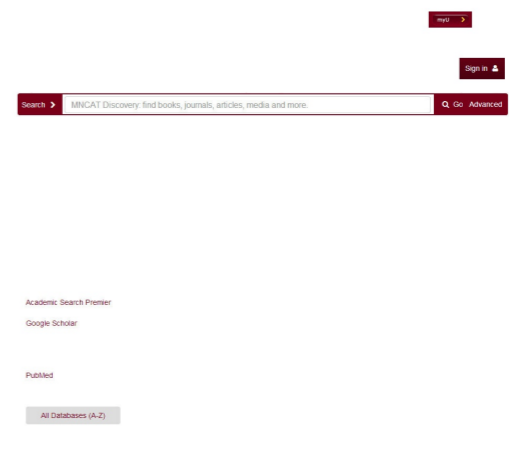 myU
Sign in
Search MNCAT Discovery: find books, journals, articles, media and more. Go Advanced
Academic Search Premier
Google Scholar
PubMed
All Databases (A-Z)